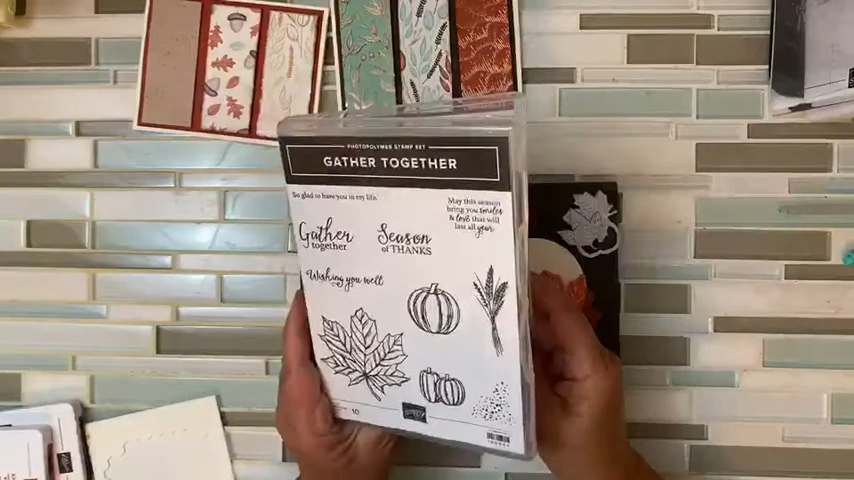 PHOTOPOLYMER STAMP SET
GATHER TOGETHER
So glad to have you in my life.
May this season
bring you smiles
& love that will
last all year
Gather
together
Season
of THANKS
Wishing you well
10